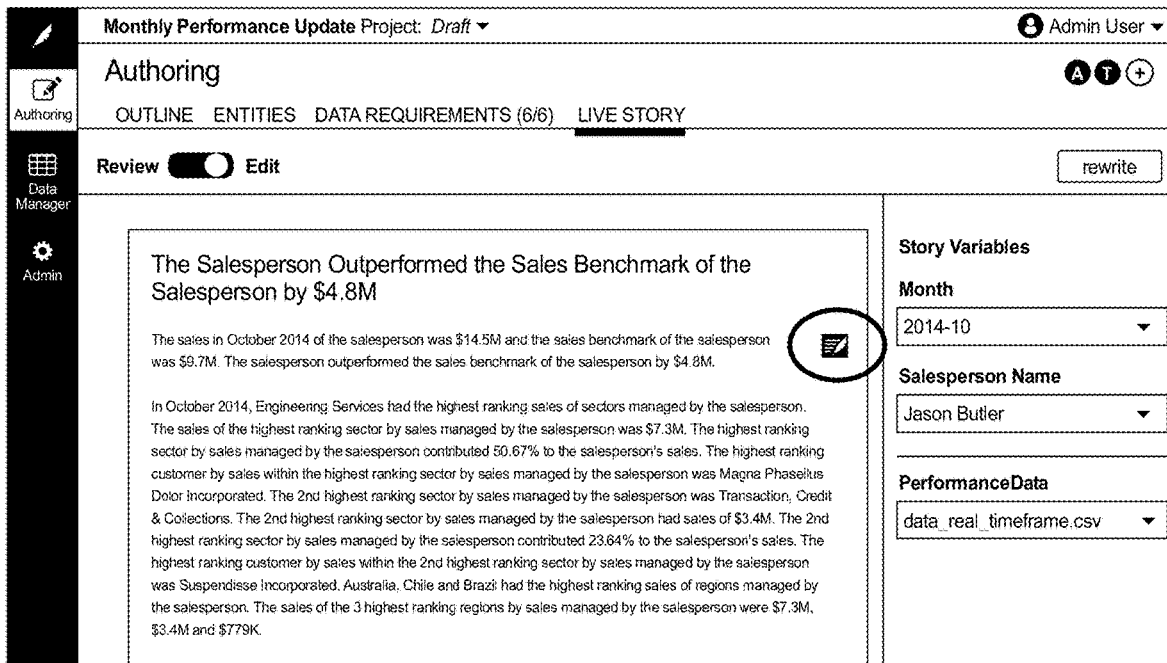 Monthly Performance Update Project: Draft
Admin User
Authoring
A T +
Authoring
OUTLINE ENTITIES DATA REQUIREMENTS (6/6) LIVE STORY
Review Edit
rewrite
Data
Manager
Admin
The Salesperson Outperformed the Sales Benchmark of the
Salesperson by $4.8M
The sales in October 2014 of the salesperson was $14.5M and the sales benchmark of the salesperson
was $9.7M. The salesperson outperformed the sales benchmark of the salesperson by $4.8M.
In October 2014, Engineering Services had the highest ranking sales of sectors managed by the salesperson.
The sales of the highest ranking sector by sales managed by the salesperson was $7.3M. The highest ranking
sector by sales managed by the salesperson contributed 50.67% to the salesperson's sales. The highest ranking
customer by sales within the highest ranking sector by sales managed by the salesperson was Magna Phasellus
Dolor Incorporated. The 2nd highest ranking sector by sales managed by the salesperson was Transaction, Credit
& Collections. The 2nd highest ranking sector by sales managed by the salesperson had sales of $3.4M. The 2nd
highest ranking sector by sales managed by the salesperson contributed 23.64% to the salesperson's sales. The
highest ranking customer by sales within the 2nd highest ranking sector by sales managed by the salesperson
was Suspendisse Incorporated. Australia, Chile and Brazil had the highest ranking sales of regions managed by
the salesperson. The sales of the 3 highest ranking regions by sales managed by the salesperson were $7.3M,
$3.4M and $779K.
Story Variables
Month
2014-10
Salesperson Name
Jason Butler
PerformanceData
data_real_timeframe.csv